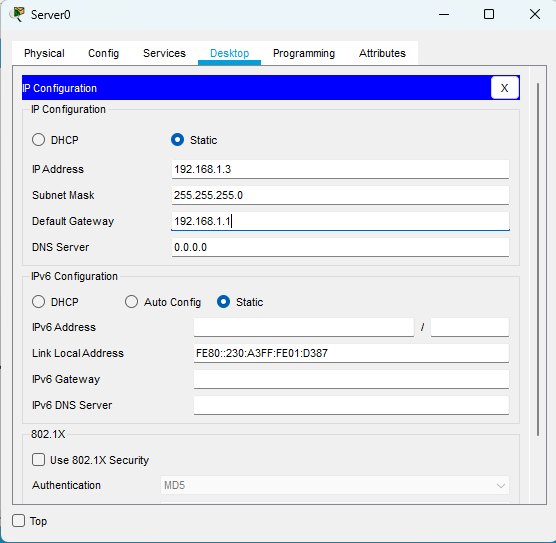 Server0
Physical Config Services Desktop Programming Attributes
IP Configuration X
IP Configuration
DHCP Static
IP Address 192.168.1.3
Subnet Mask 255.255.255.0
Default Gateway 192.168.1.1
DNS Server 0.0.0.0
IPv6 Configuration
DHCP Auto Config Static
IPv6 Address /
Link Local Address FE80::230:A3FF:FE01:D387
IPv6 Gateway
IPv6 DNS Server
802.1X
Use 802.1X Security
Authentication MD5
Top